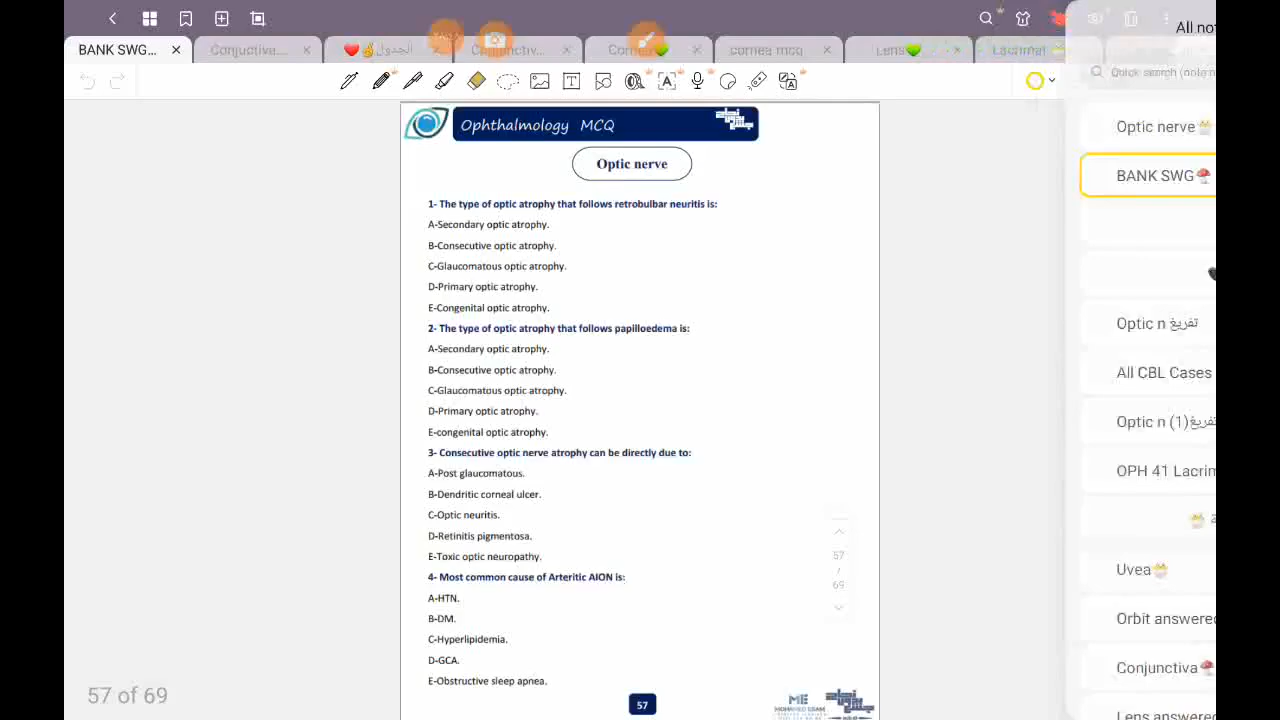 BANK SWG...
Conjuctiva....
الجدول
Conjunctiv...
Cornea
cornea mcq
Lens
Lachrimal
All not
Quick search (note n
Ophthalmology MCQ
Optic nerve
1- The type of optic atrophy that follows retrobulbar neuritis is:
A-Secondary optic atrophy.
B-Consecutive optic atrophy.
C-Glaucomatous optic atrophy.
D-Primary optic atrophy.
E-Congenital optic atrophy.
2- The type of optic atrophy that follows papilloedema is:
A-Secondary optic atrophy.
B-Consecutive optic atrophy.
C-Glaucomatous optic atrophy.
D-Primary optic atrophy.
E-congenital optic atrophy.
3- Consecutive optic nerve atrophy can be directly due to:
A-Post glaucomatous.
B-Dendritic corneal ulcer.
C-Optic neuritis.
D-Retinitis pigmentosa.
E-Toxic optic neuropathy.
4- Most common cause of Arteritic AION is:
A-HTN.
B-DM.
C-Hyperlipidemia.
D-GCA.
E-Obstructive sleep apnea.
57
57
/
69
57 of 69
Optic nerve
BANK SWG
Optic n تفريغ
All CBL Cases
Optic n (1)تفريغ
OPH 41 Lacrim
Uvea
Orbit answered
Conjunctiva
Lens answered